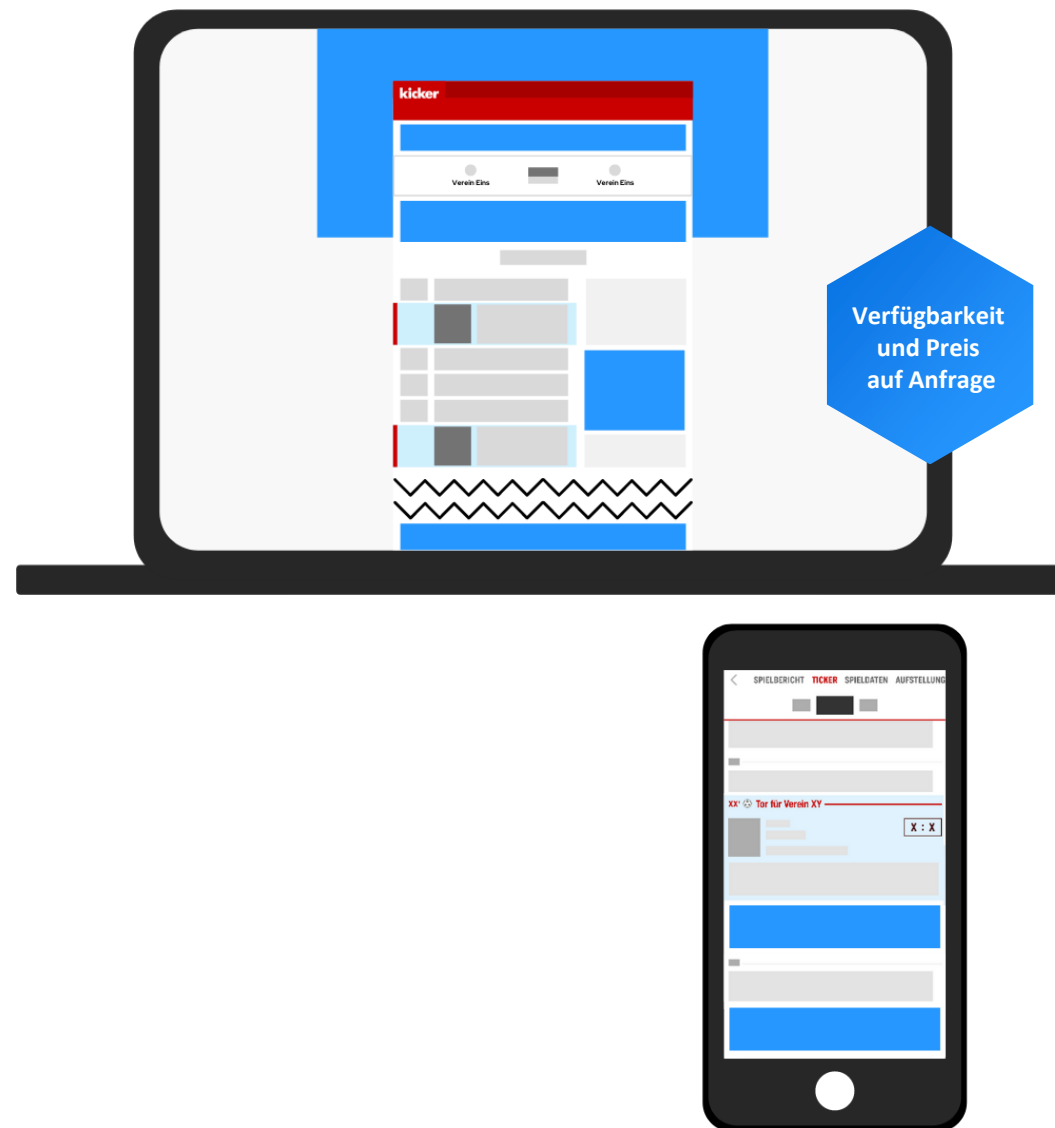 kicker
Verein Eins
Verein Eins
Verfügbarkeit
und Preis
auf Anfrage
SPIELBERICHT TICKER SPIELDATEN AUFSTELLUNG
XX' Tor für Verein XY
X : X